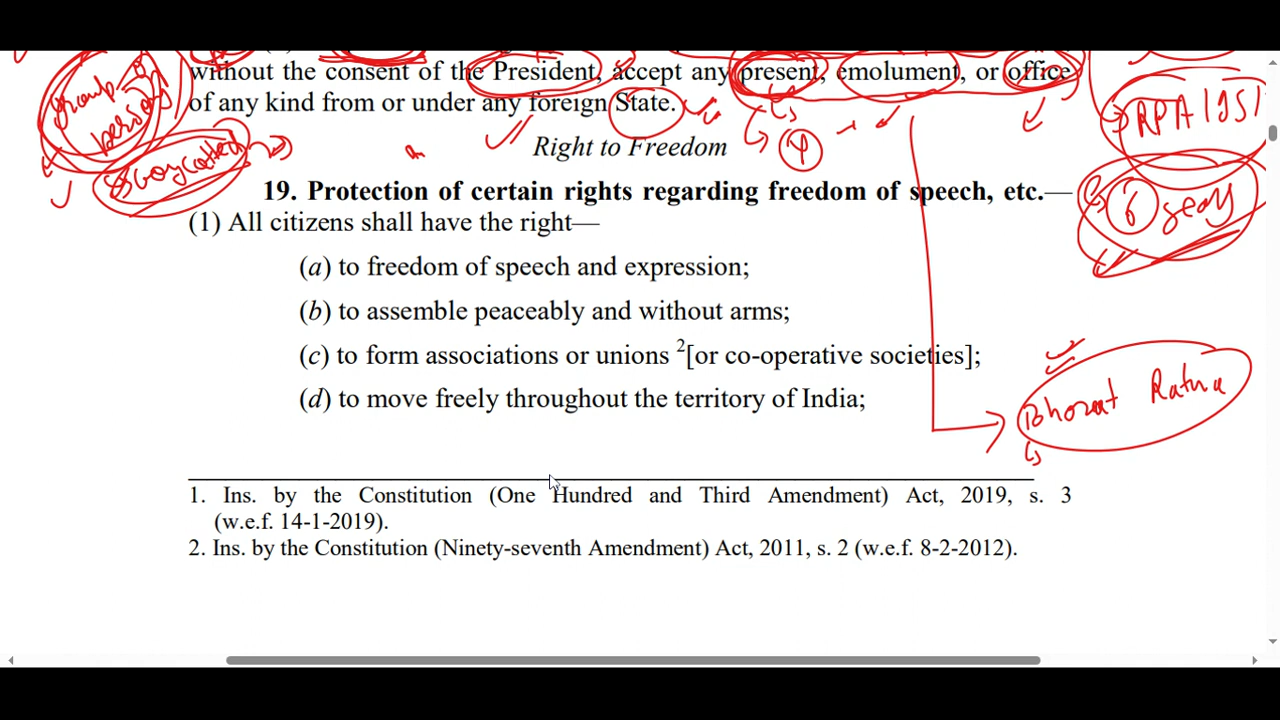 without the consent of the President, accept any present, emolument, or office
of any kind from or under any foreign State.
group of
persons
Boycotted
RPA 1951
4
6 years
Right to Freedom
19. Protection of certain rights regarding freedom of speech, etc.—
(1) All citizens shall have the right—
(a) to freedom of speech and expression;
(b) to assemble peaceably and without arms;
(c) to form associations or unions 2[or co-operative societies];
(d) to move freely throughout the territory of India;
Bharat Ratna
1. Ins. by the Constitution (One Hundred and Third Amendment) Act, 2019, s. 3
(w.e.f. 14-1-2019).
2. Ins. by the Constitution (Ninety-seventh Amendment) Act, 2011, s. 2 (w.e.f. 8-2-2012).